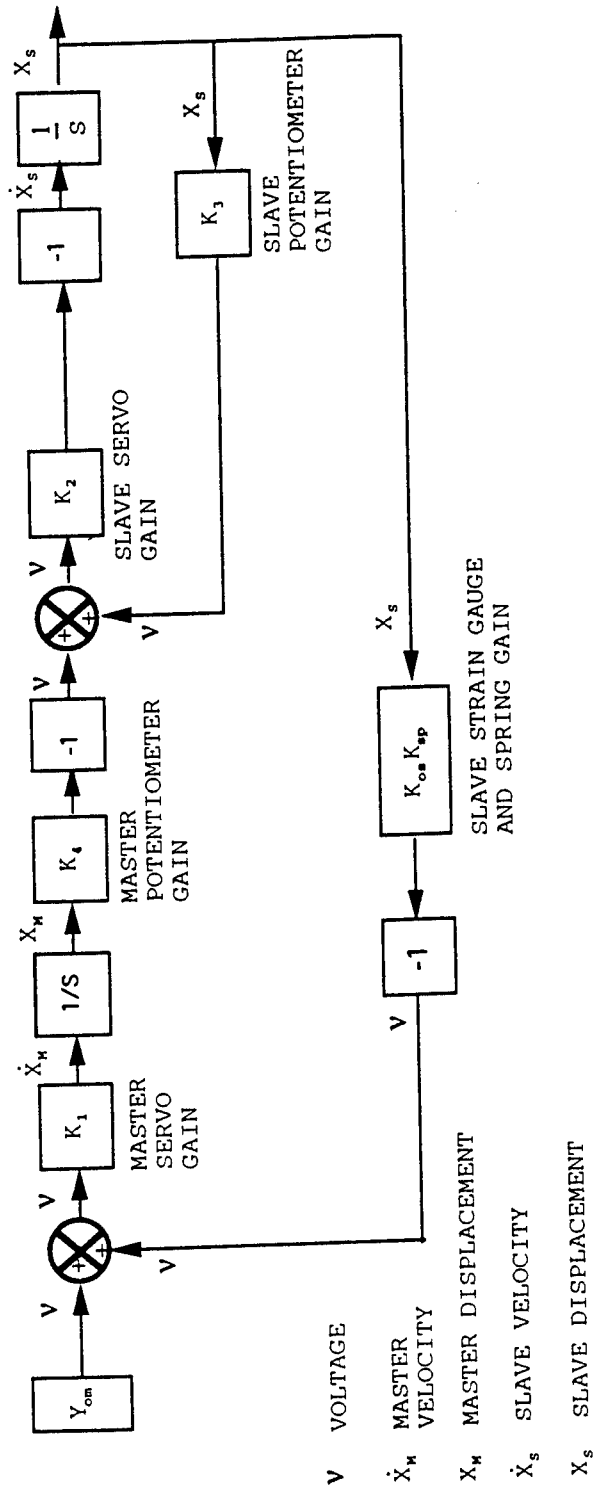 Yom
V
V
V
K1
MASTER
SERVO
GAIN
ẊM
1/S
XM
K4
MASTER
POTENTIOMETER
GAIN
-1
V
V
K2
SLAVE SERVO
GAIN
V
-1
Ẋs
1
S
Xs
Xs
K3
SLAVE
POTENTIOMETER
GAIN
Xs
Kos Ksp
SLAVE STRAIN GAUGE
AND SPRING GAIN
-1
V
V VOLTAGE
ẊM MASTER
VELOCITY
XM MASTER DISPLACEMENT
Ẋs SLAVE VELOCITY
Xs SLAVE DISPLACEMENT